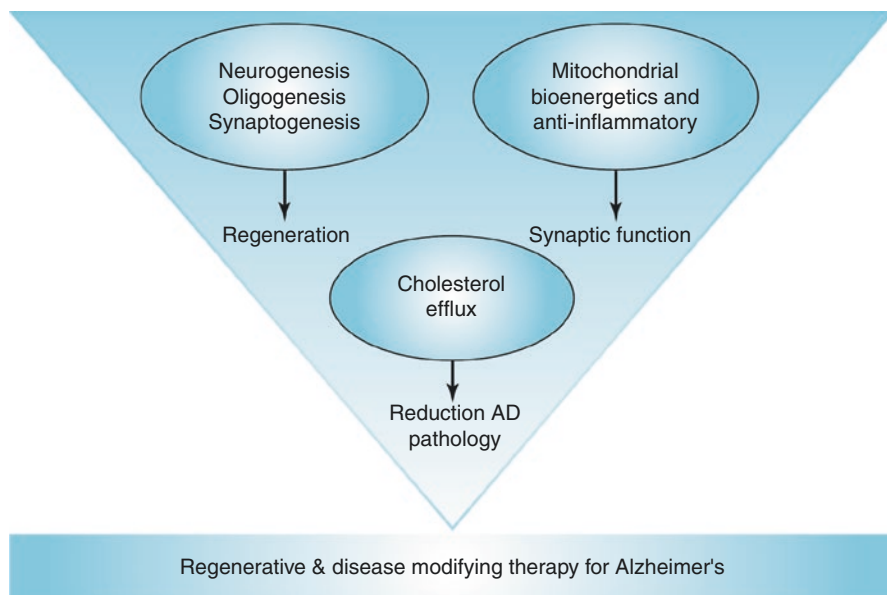 Neurogenesis
Oligogenesis
Synaptogenesis
Mitochondrial
bioenergetics and
anti-inflammatory
Regeneration
Synaptic function
Cholesterol
efflux
Reduction AD
pathology
Regenerative & disease modifying therapy for Alzheimer's